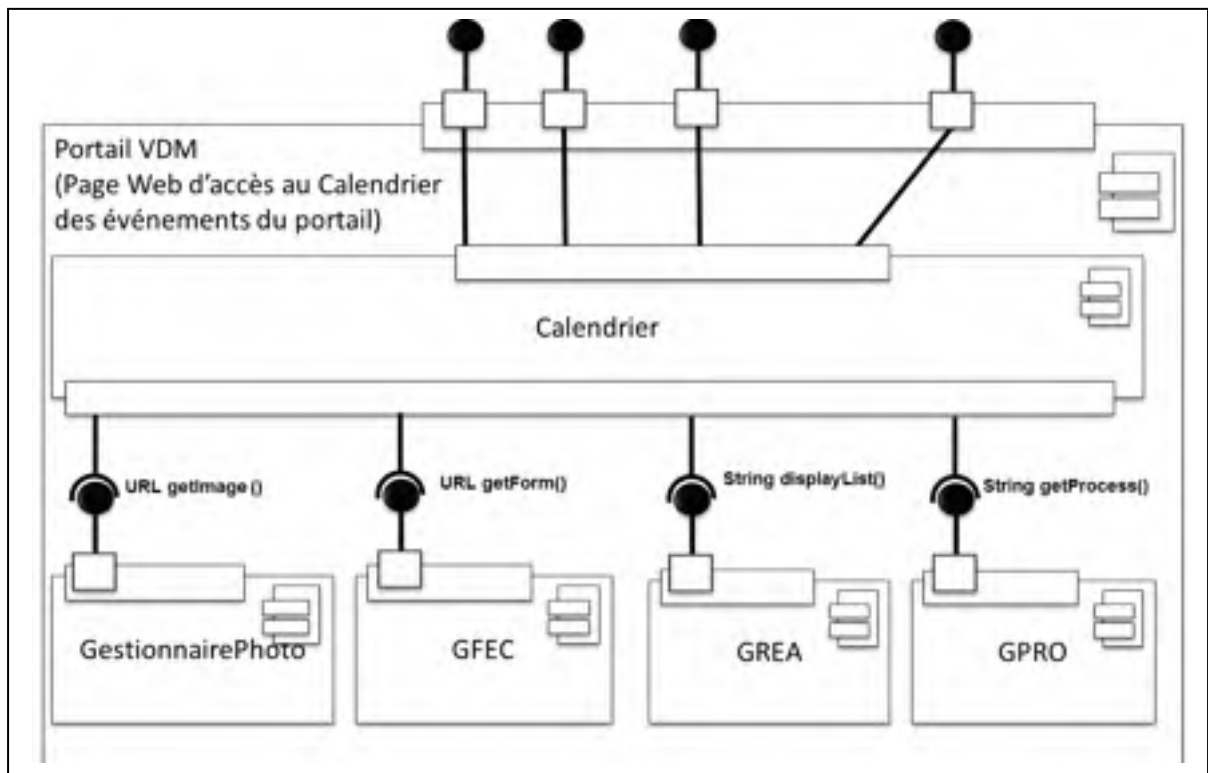 Portail VDM
(Page Web d'accès au Calendrier
des événements du portail)
Calendrier
URL getImage ()
URL getForm()
String displayList()
String getProcess()
GestionnairePhoto
GFEC
GREA
GPRO